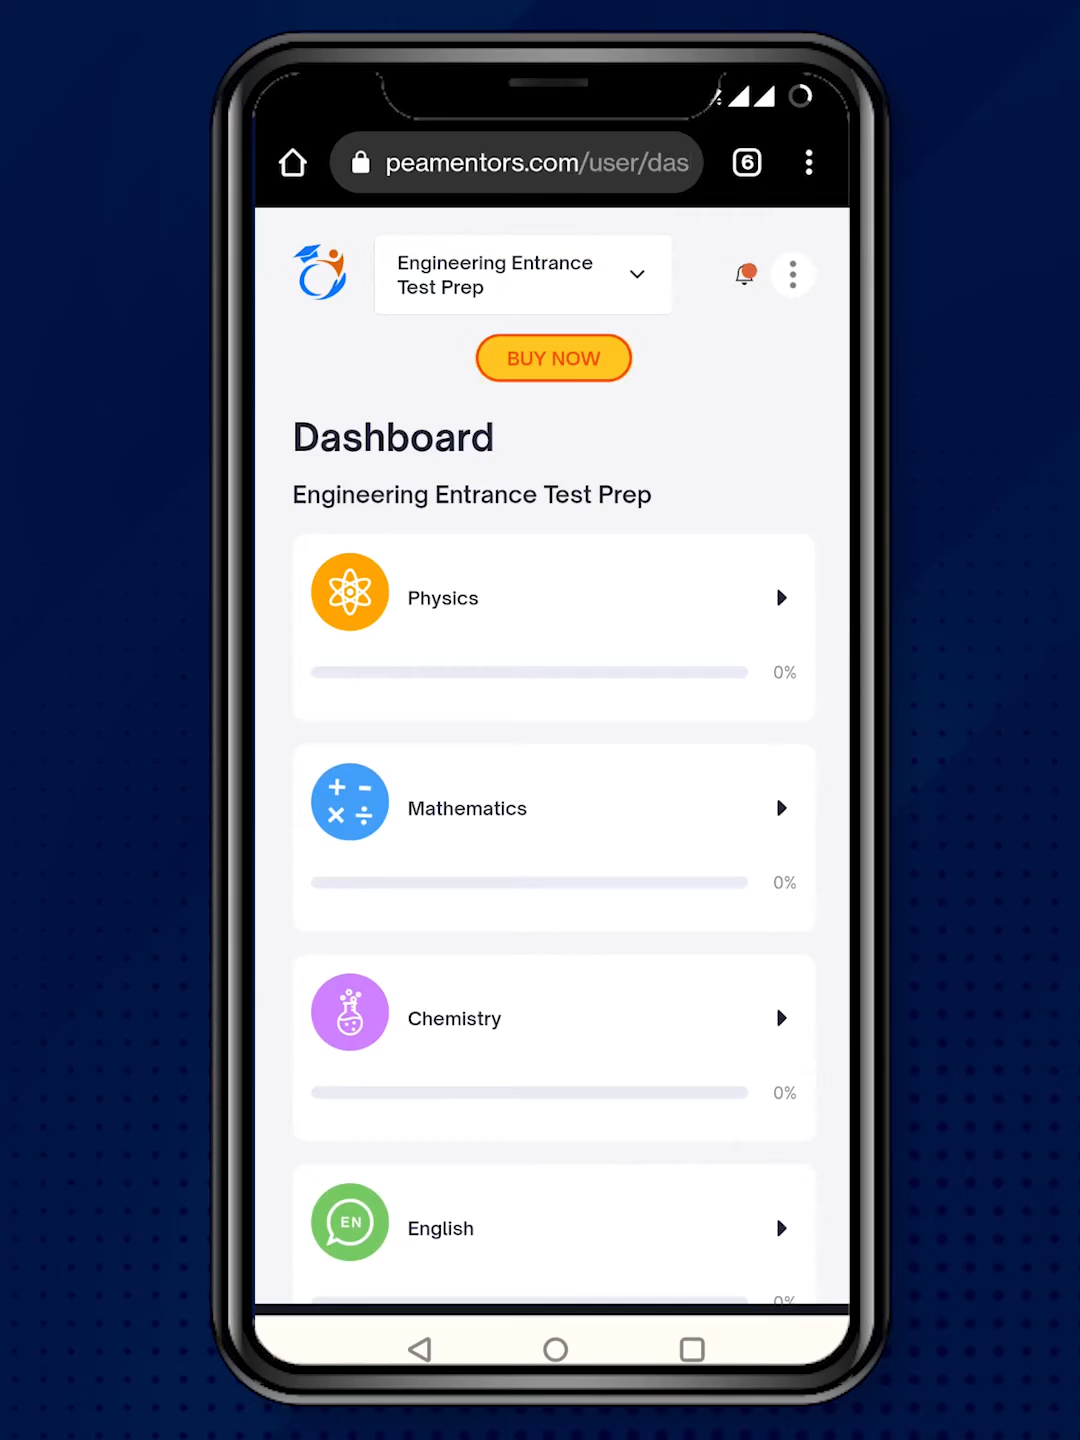 peamentors.com/user/das
6
Engineering Entrance
Test Prep
BUY NOW
Dashboard
Engineering Entrance Test Prep
Physics
0%
Mathematics
0%
Chemistry
0%
EN
English
0%